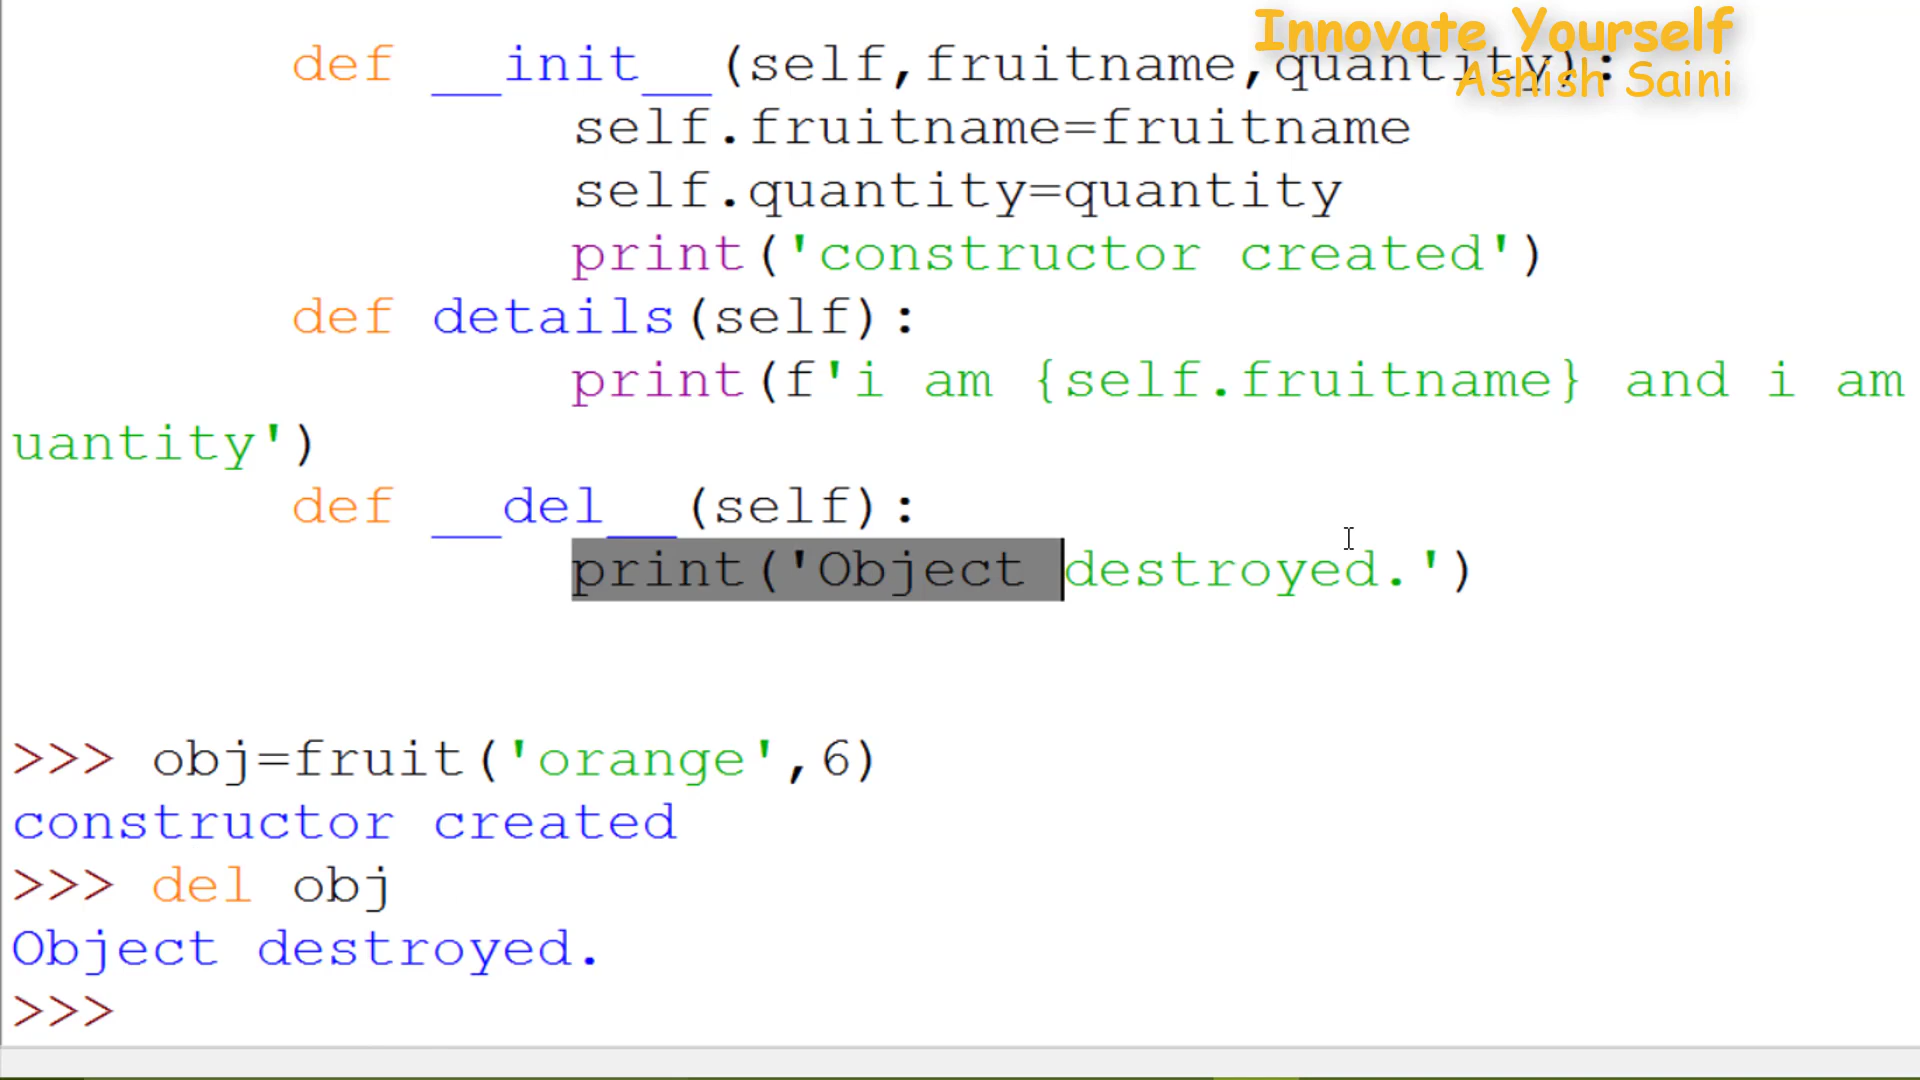 Innovate Yourself
Ashish Saini
def __init__(self,fruitname,quantity):
self.fruitname=fruitname
self.quantity=quantity
print('constructor created')
def details(self):
print(f'i am {self.fruitname} and i am
uantity')
def __del__(self):
print('Object destroyed.')
>>> obj=fruit('orange',6)
constructor created
>>> del obj
Object destroyed.
>>>